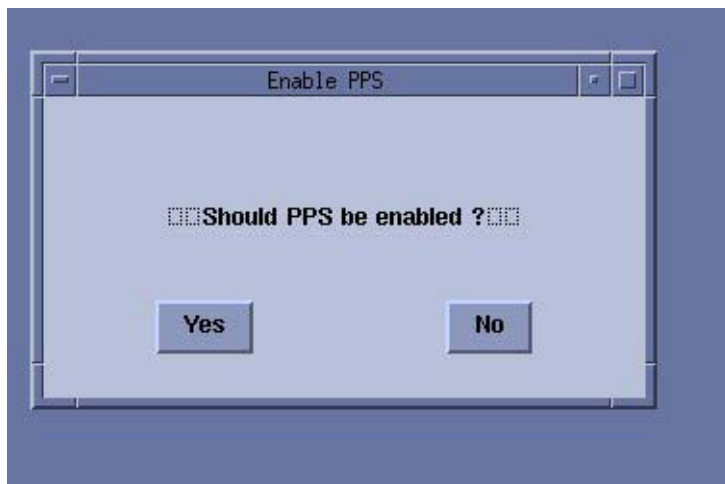 Enable PPS
Should PPS be enabled ?
Yes
No